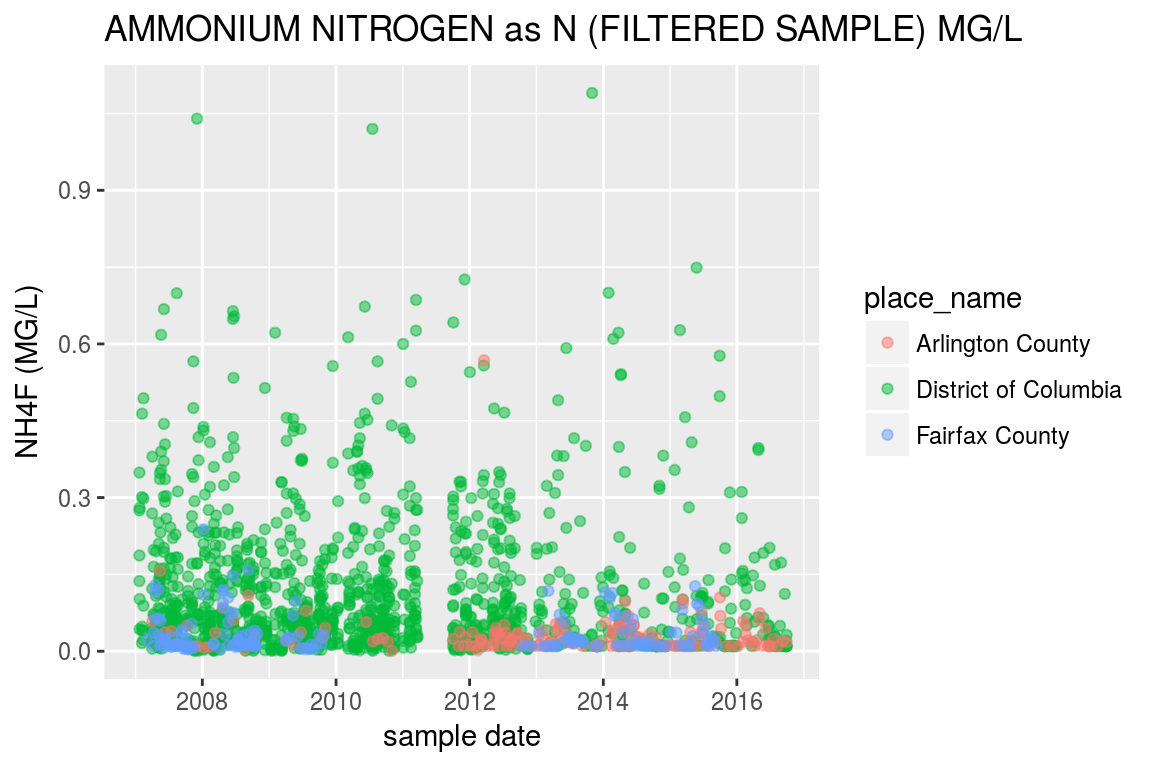 AMMONIUM NITROGEN as N (FILTERED SAMPLE) MG/L
NH4F (MG/L)
0.9
0.6
0.3
0.0
2008 2010 2012 2014 2016
sample date
place_name
Arlington County
District of Columbia
Fairfax County